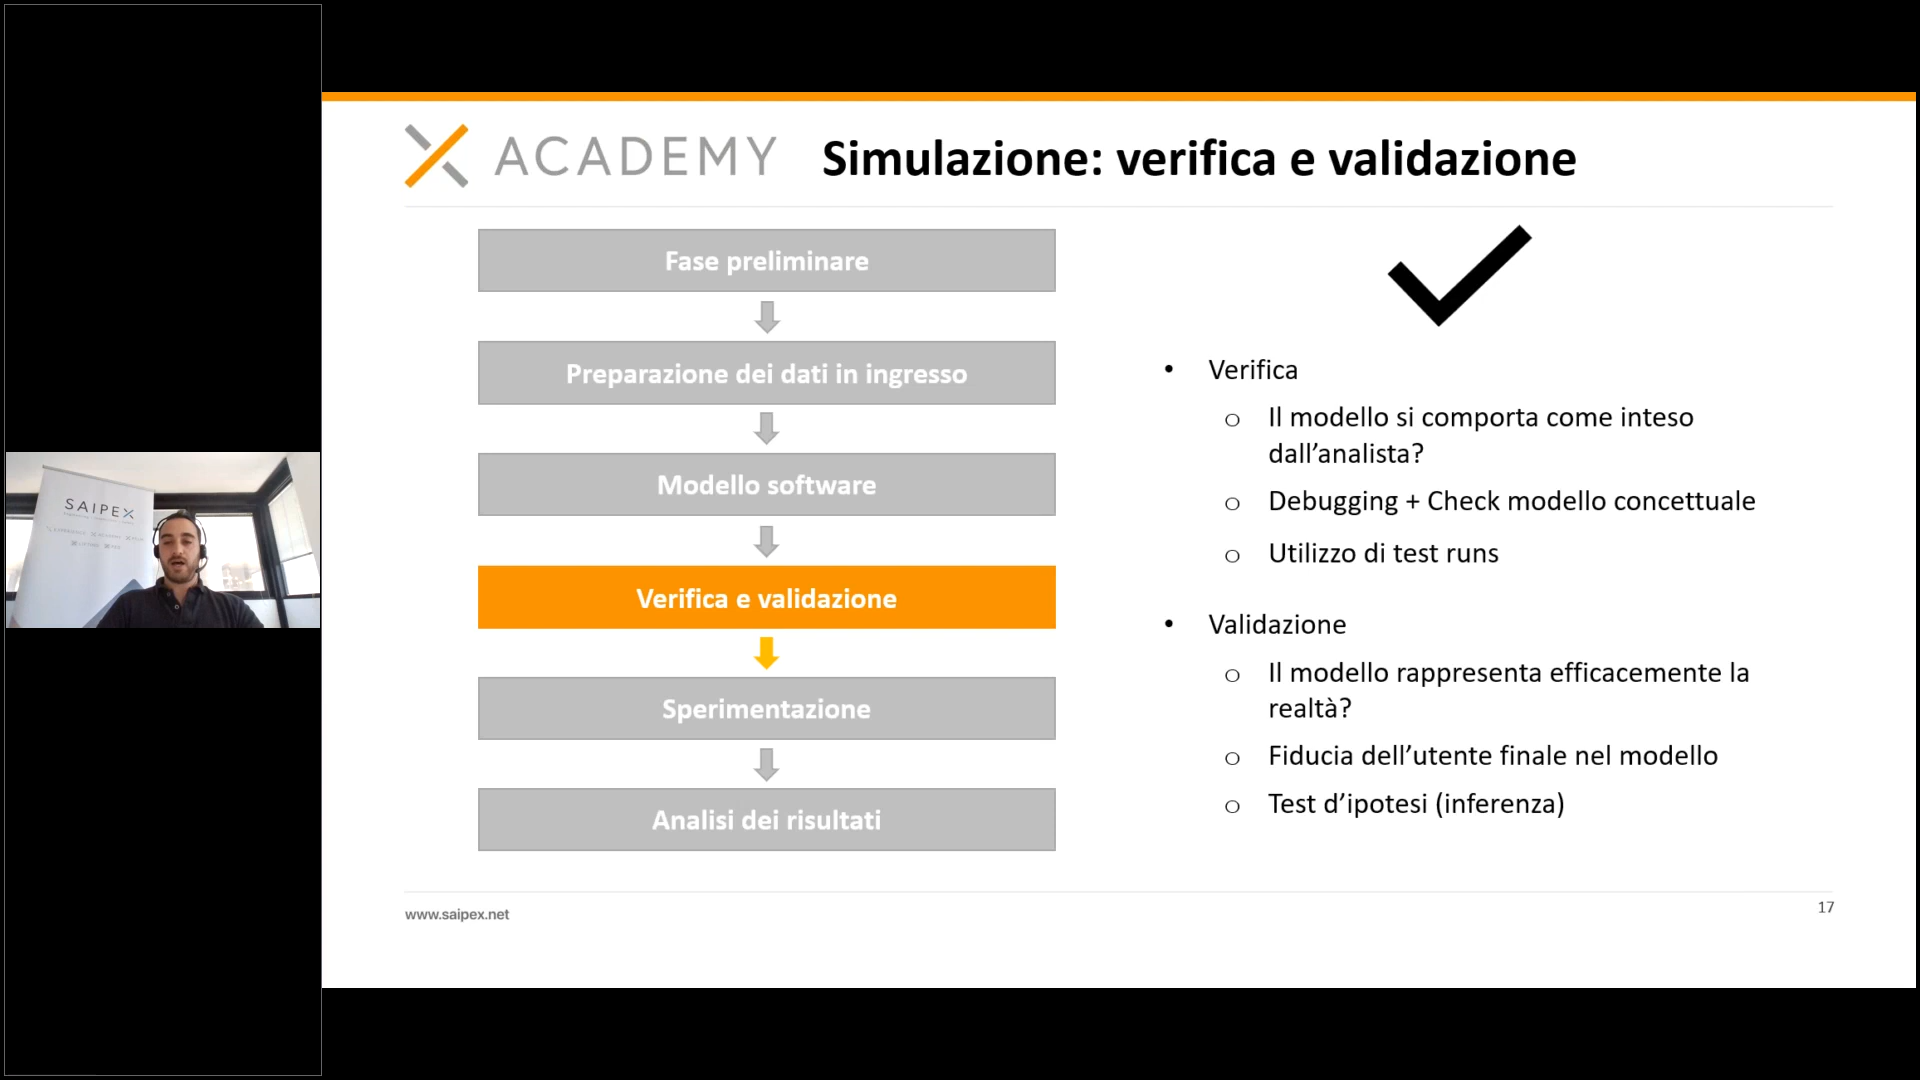 SAIPEX
ACADEMY
Simulazione: verifica e validazione
Fase preliminare
Preparazione dei dati in ingresso
Modello software
Verifica e validazione
Sperimentazione
Analisi dei risultati
• Verifica
o Il modello si comporta come inteso
dall’analista?
o Debugging + Check modello concettuale
o Utilizzo di test runs
• Validazione
o Il modello rappresenta efficacemente la
realtà?
o Fiducia dell’utente finale nel modello
o Test d’ipotesi (inferenza)
www.saipex.net
17